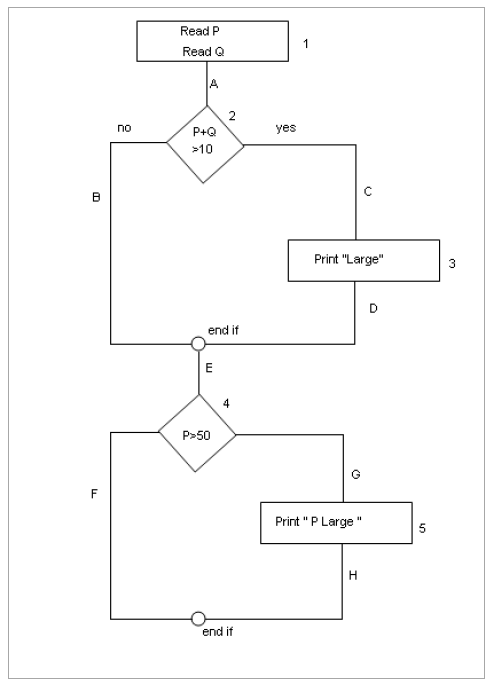 Read P
Read Q
1
A
2
no
P+Q
>10
yes
B
C
Print "Large"
3
D
end if
E
4
P>50
F
G
Print " P Large "
5
H
end if